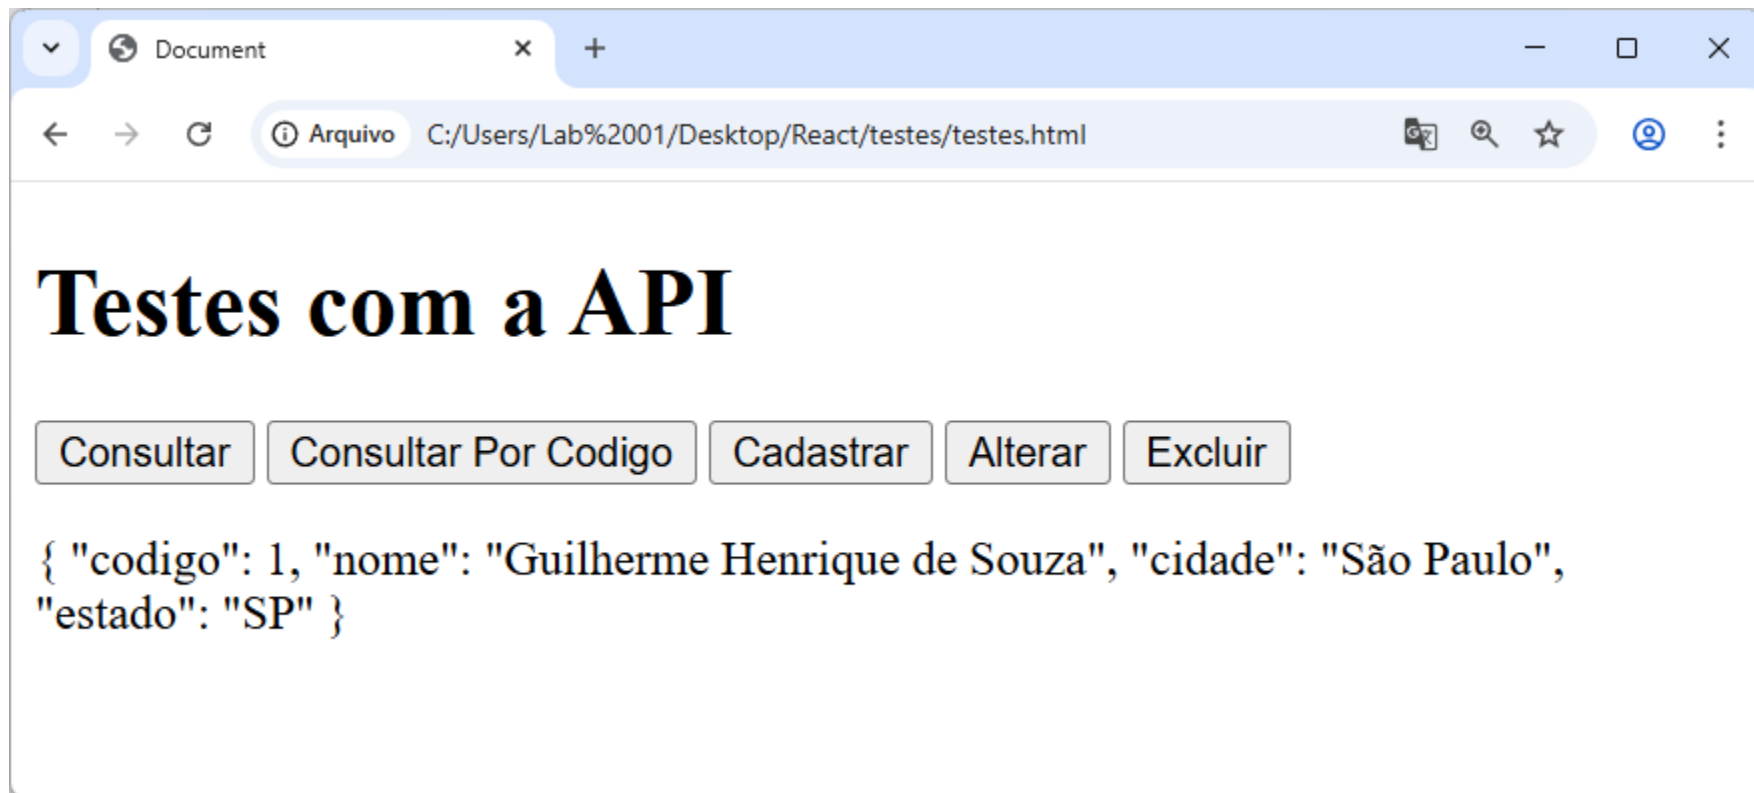 Document
Arquivo C:/Users/Lab%2001/Desktop/React/testes/testes.html
Testes com a API
Consultar Consultar Por Codigo Cadastrar Alterar Excluir
{ "codigo": 1, "nome": "Guilherme Henrique de Souza", "cidade": "São Paulo",
"estado": "SP" }